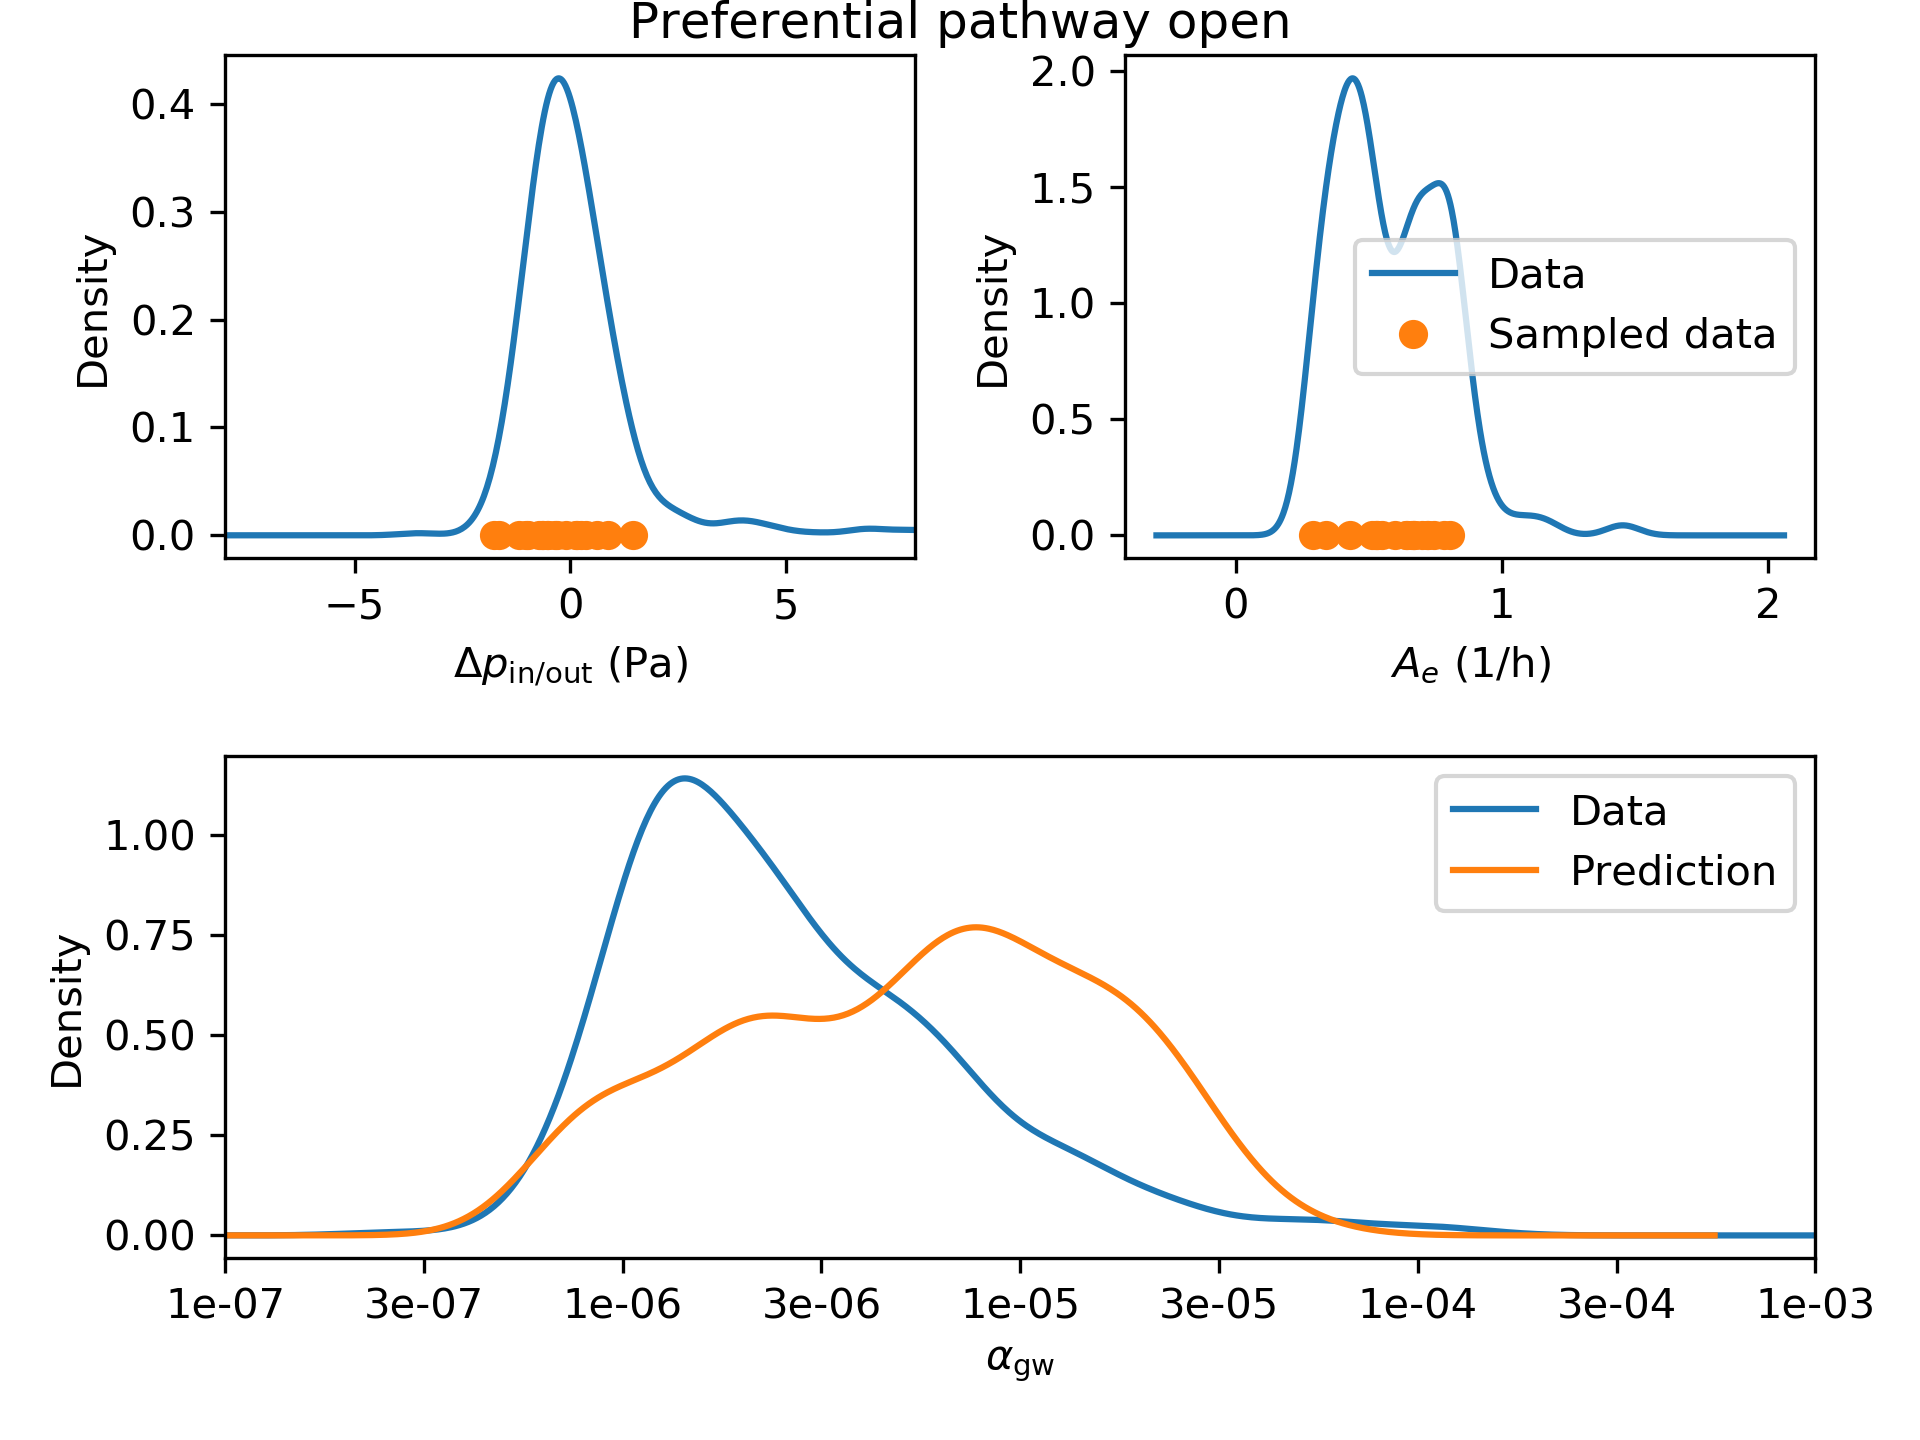 Preferential pathway open
Density
0.4
0.3
0.2
0.1
0.0
−5 0 5
Δp_in/out (Pa)
Density
2.0
1.5
1.0
0.5
0.0
0 1 2
A_e (1/h)
Data
Sampled data
Density
1.00
0.75
0.50
0.25
0.00
1e-07 3e-07 1e-06 3e-06 1e-05 3e-05 1e-04 3e-04 1e-03
α_gw
Data
Prediction